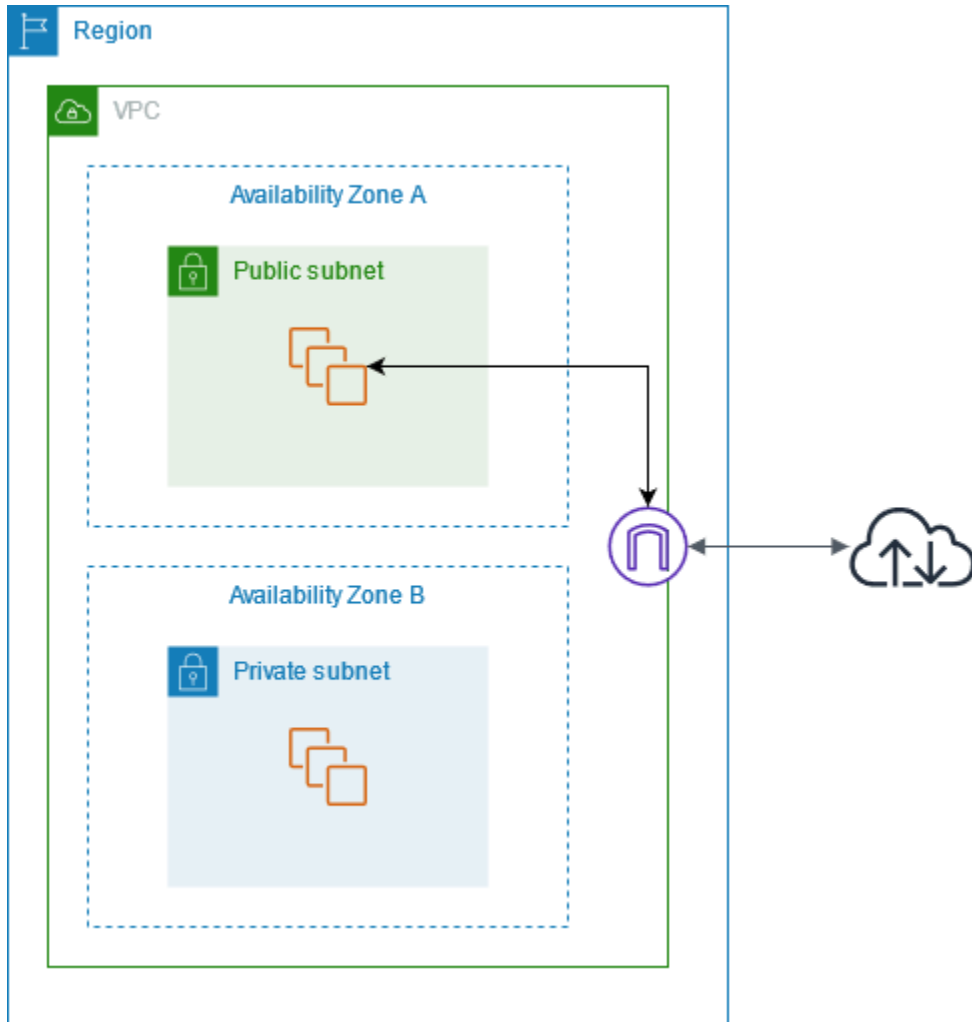 Region
VPC
Availability Zone A
Public subnet
Availability Zone B
Private subnet